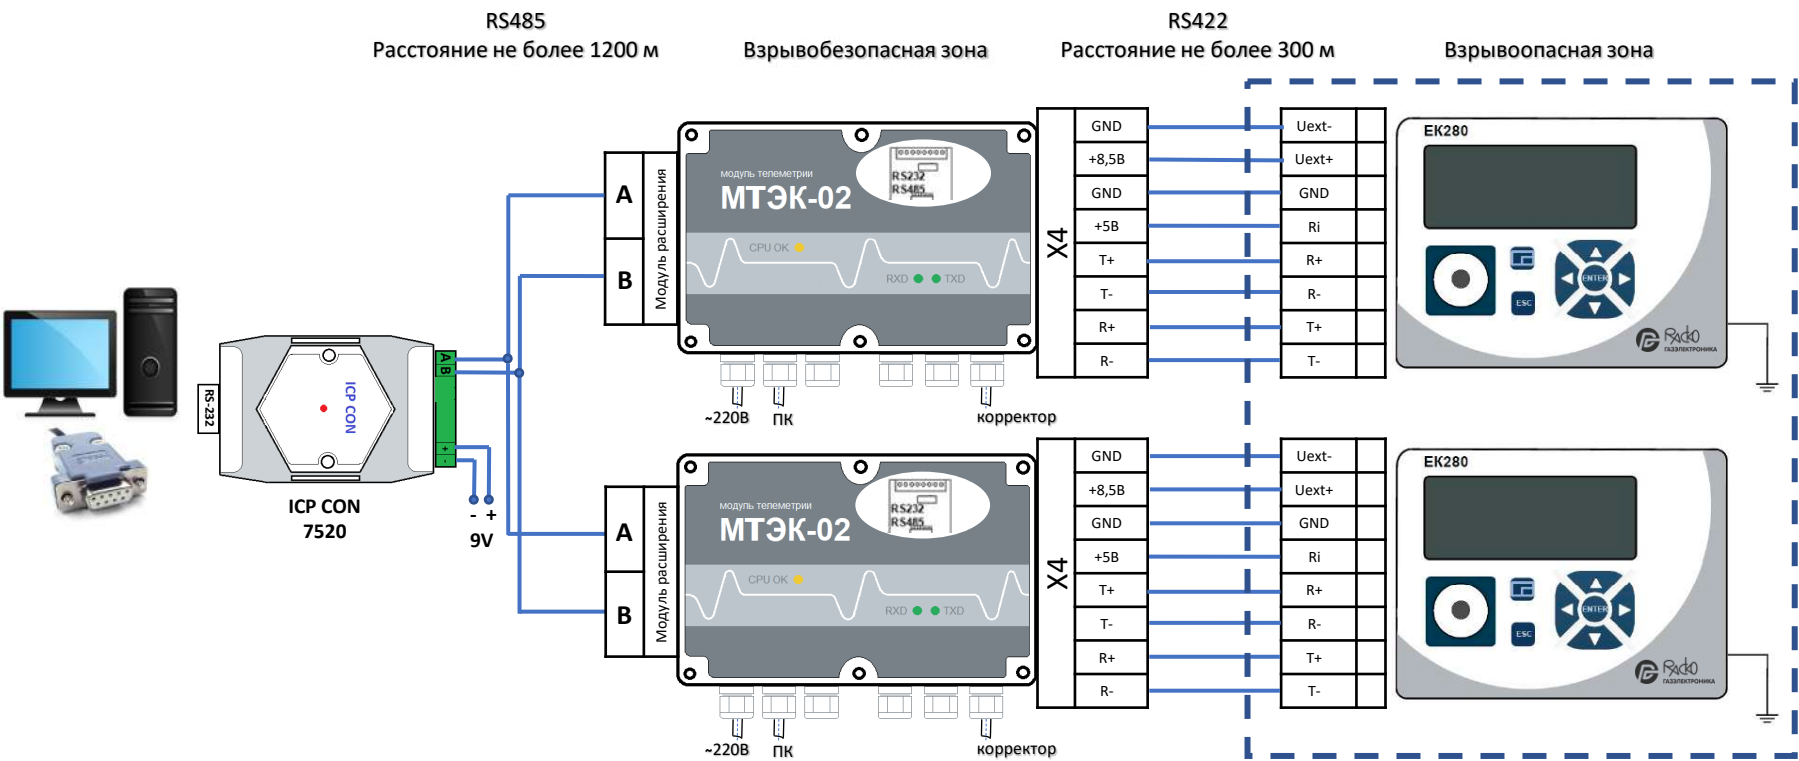 RS485
Расстояние не более 1200 м
Взрывобезопасная зона
RS422
Расстояние не более 300 м
Взрывоопасная зона
RS-232
ICP CON
A
B
+
-
ICP CON
7520
- +
9V
A
B
Модуль расширения
модуль телеметрии
МТЭК-02
RS232
RS485
CPU OK
RXD
TXD
~220В
ПК
корректор
X4
GND
+8,5В
GND
+5В
T+
T-
R+
R-
Uext-
Uext+
GND
Ri
R+
R-
T+
T-
EK280
ENTER
ESC
Racko
ГАЗЭЛЕКТРОНИКА
A
B
Модуль расширения
модуль телеметрии
МТЭК-02
RS232
RS485
CPU OK
RXD
TXD
~220В
ПК
корректор
X4
GND
+8,5В
GND
+5В
T+
T-
R+
R-
Uext-
Uext+
GND
Ri
R+
R-
T+
T-
EK280
ENTER
ESC
Racko
ГАЗЭЛЕКТРОНИКА